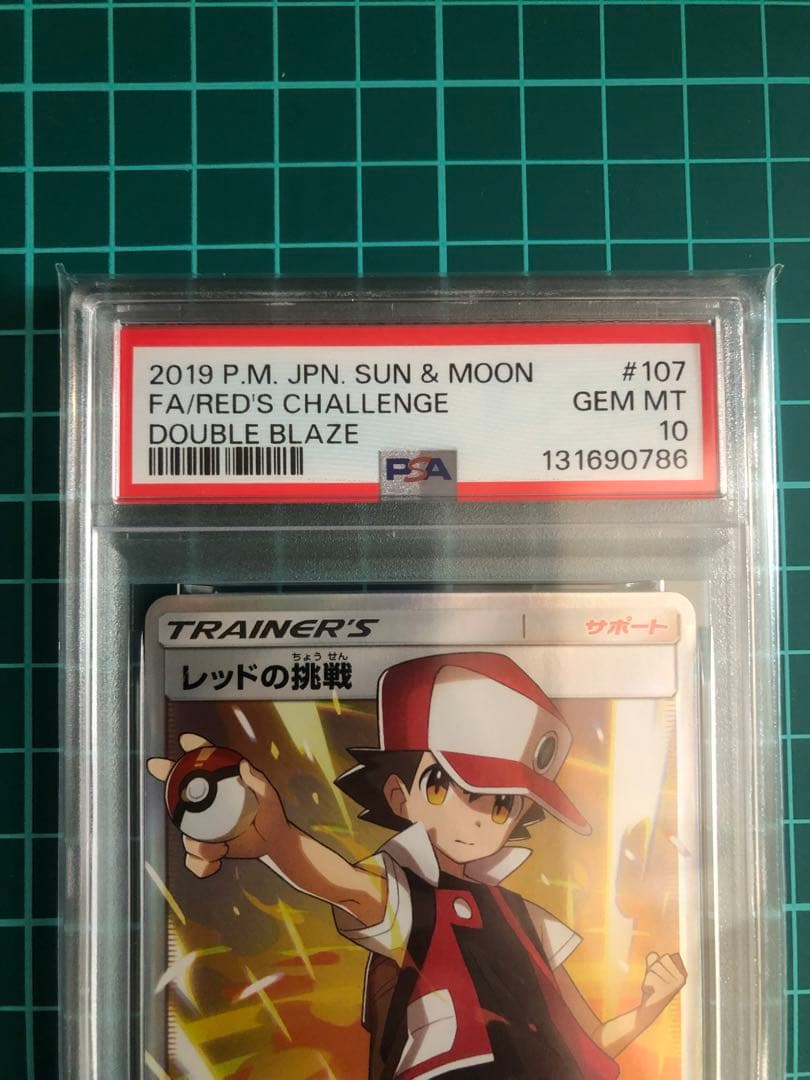 2019 P.M. JPN. SUN & MOON #107
FA/RED'S CHALLENGE GEM MT
DOUBLE BLAZE 10
PSA 131690786
TRAINER'S サポート
ちょう せん
レッドの挑戦